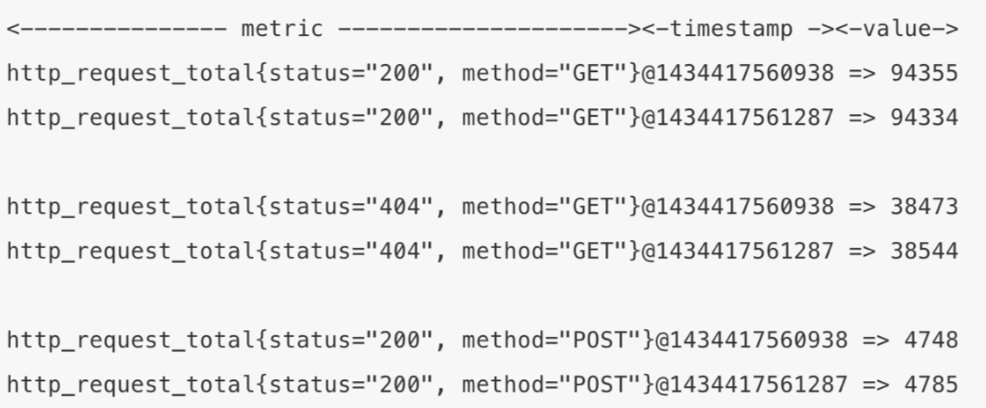 <--------------- metric ---------------------><-timestamp -><-value->
http_request_total{status="200", method="GET"}@1434417560938 => 94355
http_request_total{status="200", method="GET"}@1434417561287 => 94334
http_request_total{status="404", method="GET"}@1434417560938 => 38473
http_request_total{status="404", method="GET"}@1434417561287 => 38544
http_request_total{status="200", method="POST"}@1434417560938 => 4748
http_request_total{status="200", method="POST"}@1434417561287 => 4785